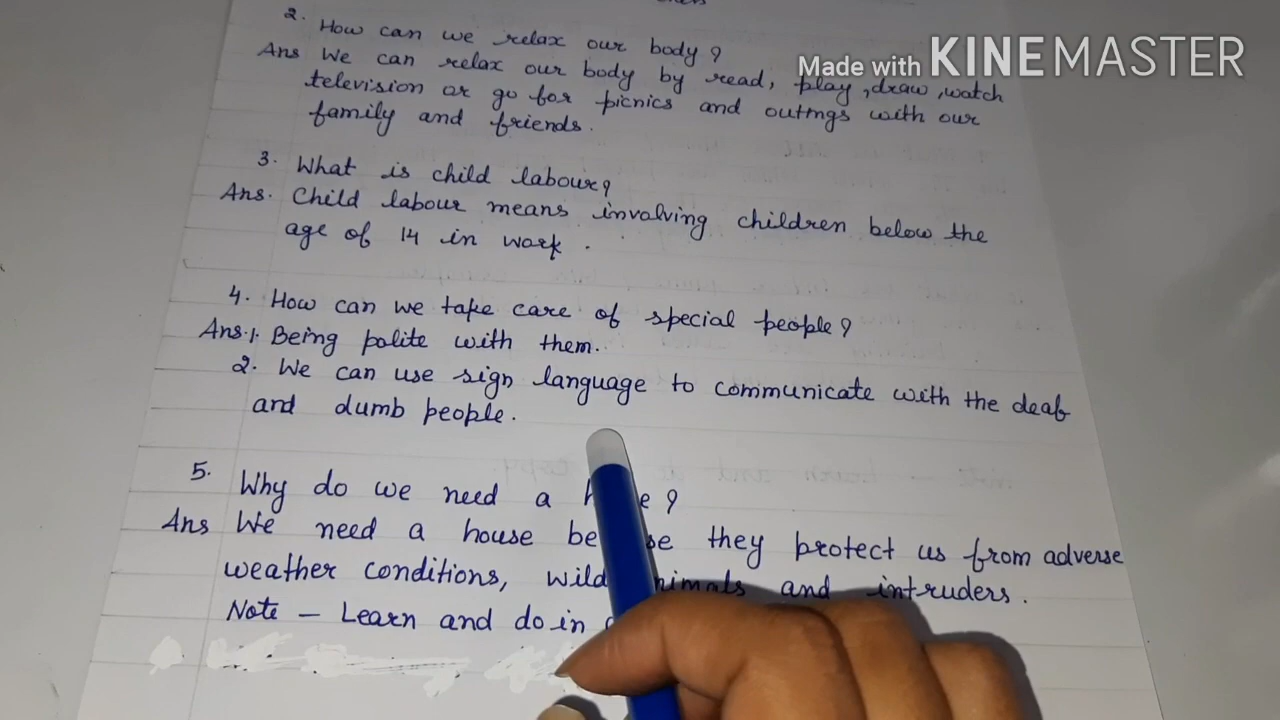 2. How can we relax our body?
Made with KINEMASTER
Ans We can relax our body by read, play, draw, watch
television or go for picnics and outings with our
family and friends.
3. What is child labour?
Ans. Child labour means involving children below the
age of 14 in work.
4. How can we take care of special people?
Ans. 1. Being polite with them.
2. We can use sign language to communicate with the deaf
and dumb people.
5. Why do we need a ?
Ans We need a house they protect us from adverse
weather conditions, wild and intruders.
Note - Learn and do in